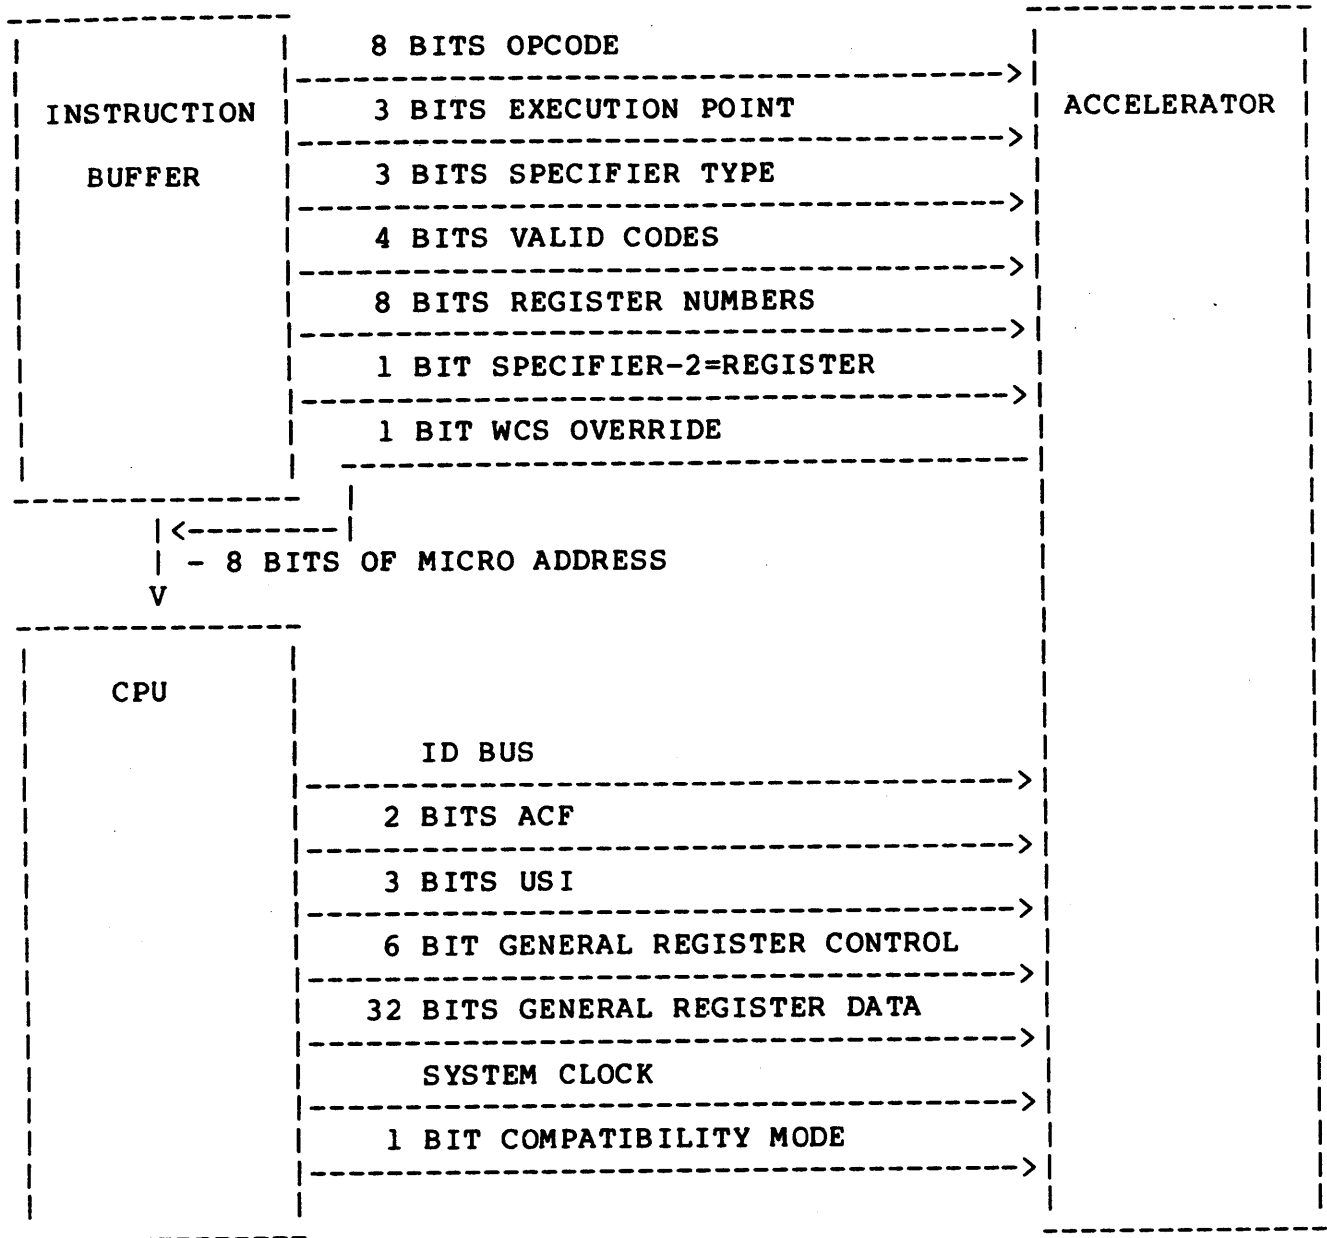 8 BITS OPCODE
INSTRUCTION
BUFFER
ACCELERATOR
3 BITS EXECUTION POINT
3 BITS SPECIFIER TYPE
4 BITS VALID CODES
8 BITS REGISTER NUMBERS
1 BIT SPECIFIER-2=REGISTER
1 BIT WCS OVERRIDE
- 8 BITS OF MICRO ADDRESS
CPU
ID BUS
2 BITS ACF
3 BITS USI
6 BIT GENERAL REGISTER CONTROL
32 BITS GENERAL REGISTER DATA
SYSTEM CLOCK
1 BIT COMPATIBILITY MODE